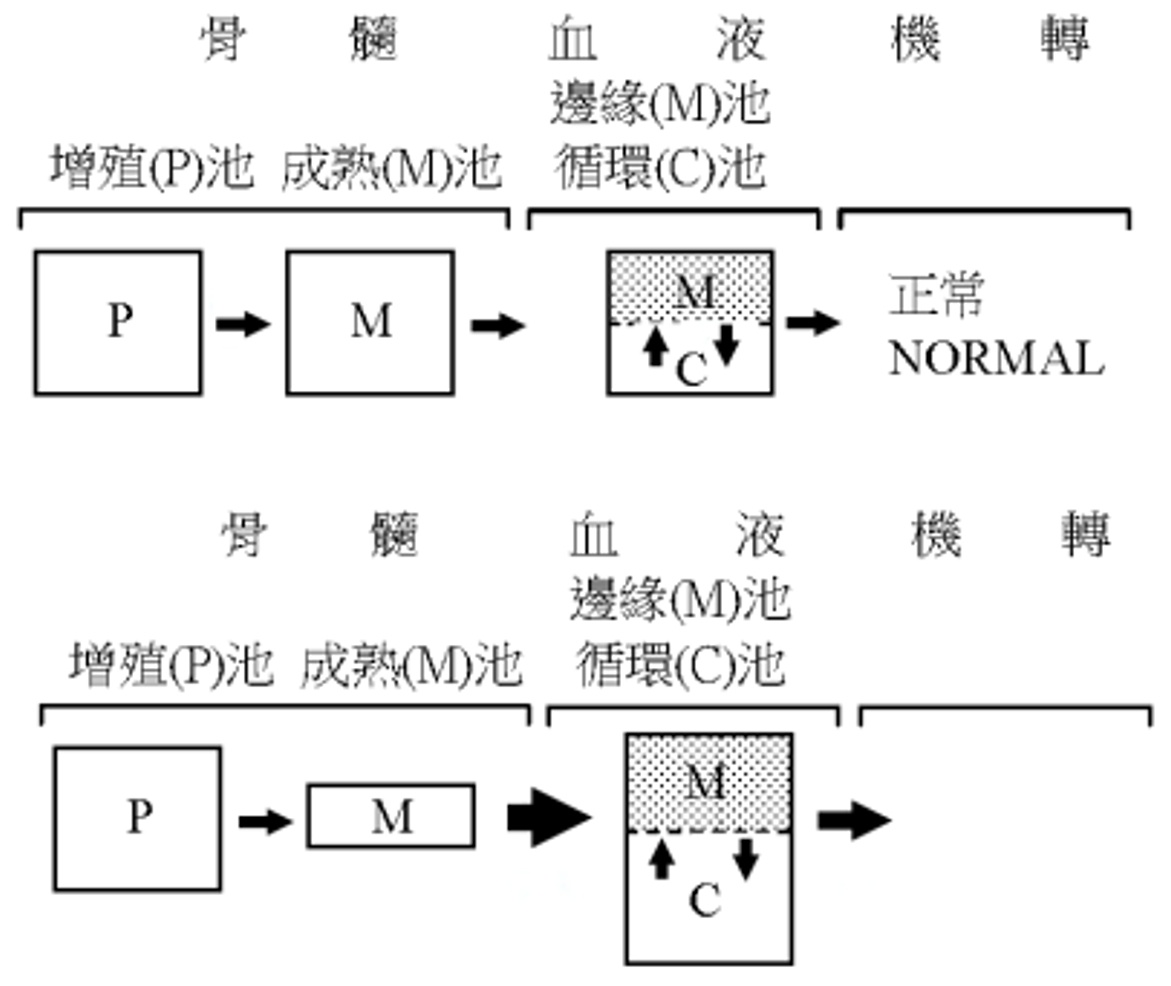 骨 髓 血 液 機 轉
邊緣(M)池
增殖(P)池 成熟(M)池 循環(C)池
P M M 正常
C NORMAL
骨 髓 血 液 機 轉
邊緣(M)池
增殖(P)池 成熟(M)池 循環(C)池
P M M
C